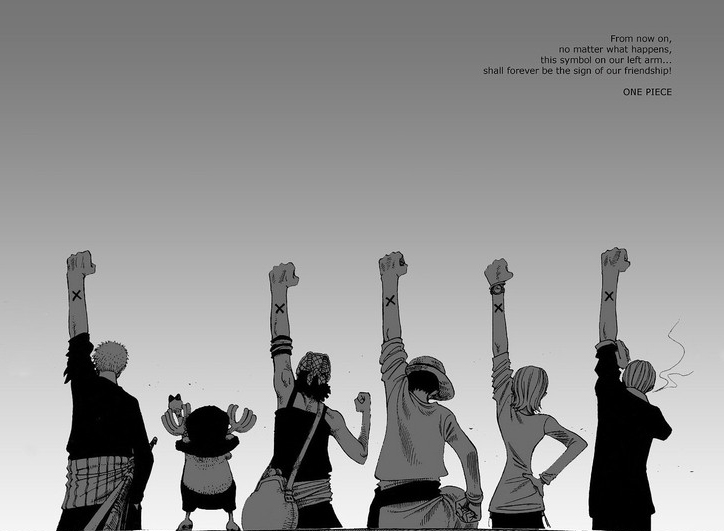 From now on,
no matter what happens,
this symbol on our left arm...
shall forever be the sign of our friendship!
ONE PIECE